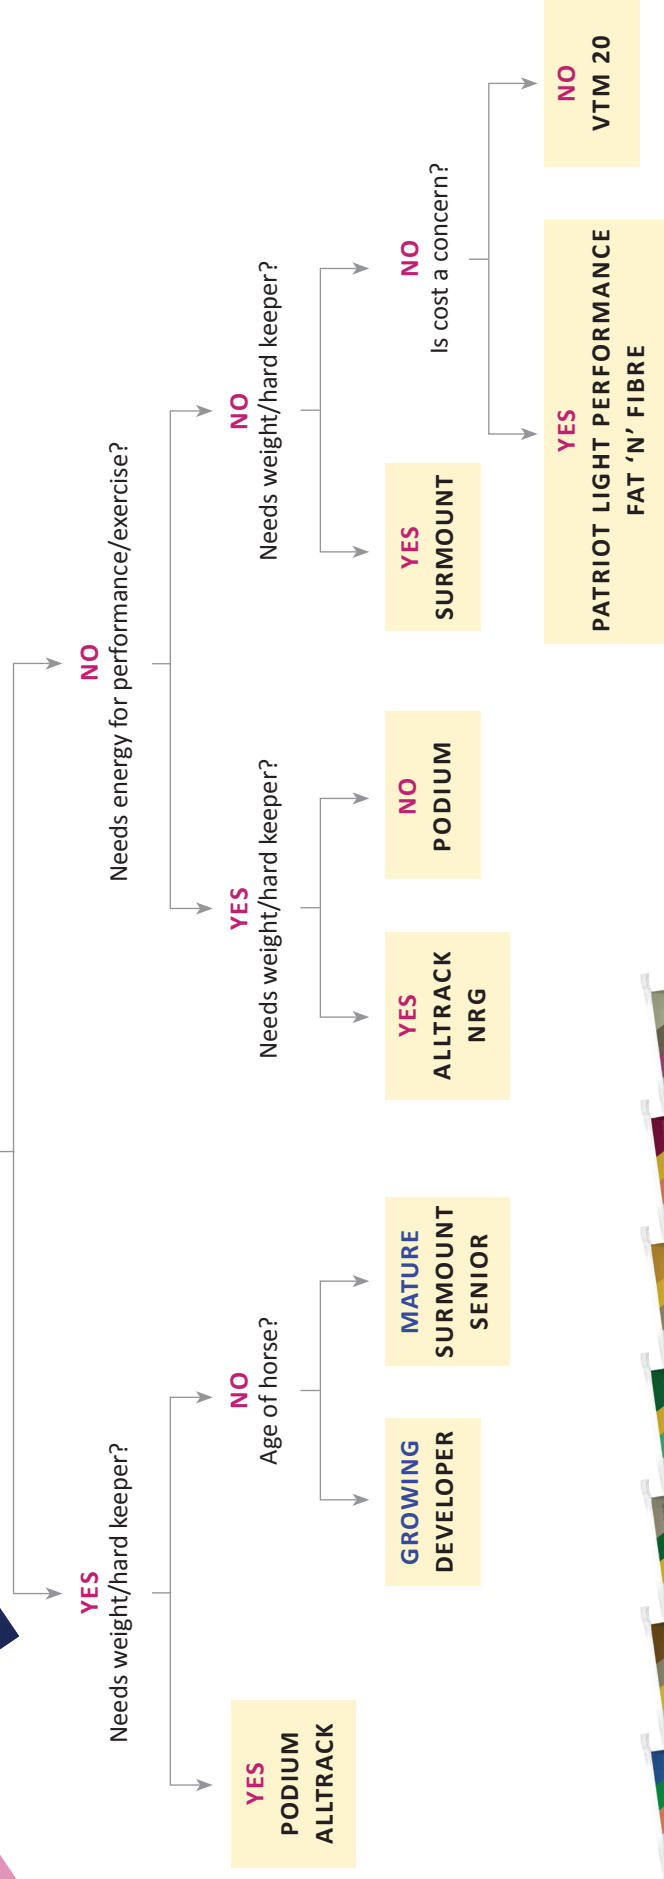 YES
Needs weight/hard keeper?
YES
PODIUM
ALLTRACK
NO
Age of horse?
GROWING
DEVELOPER
MATURE
SURMOUNT
SENIOR
NO
Needs energy for performance/exercise?
YES
Needs weight/hard keeper?
YES
ALLTRACK
NRG
NO
PODIUM
NO
Needs weight/hard keeper?
YES
SURMOUNT
NO
Is cost a concern?
YES
PATRIOT LIGHT PERFORMANCE
FAT ‘N’ FIBRE
NO
VTM 20